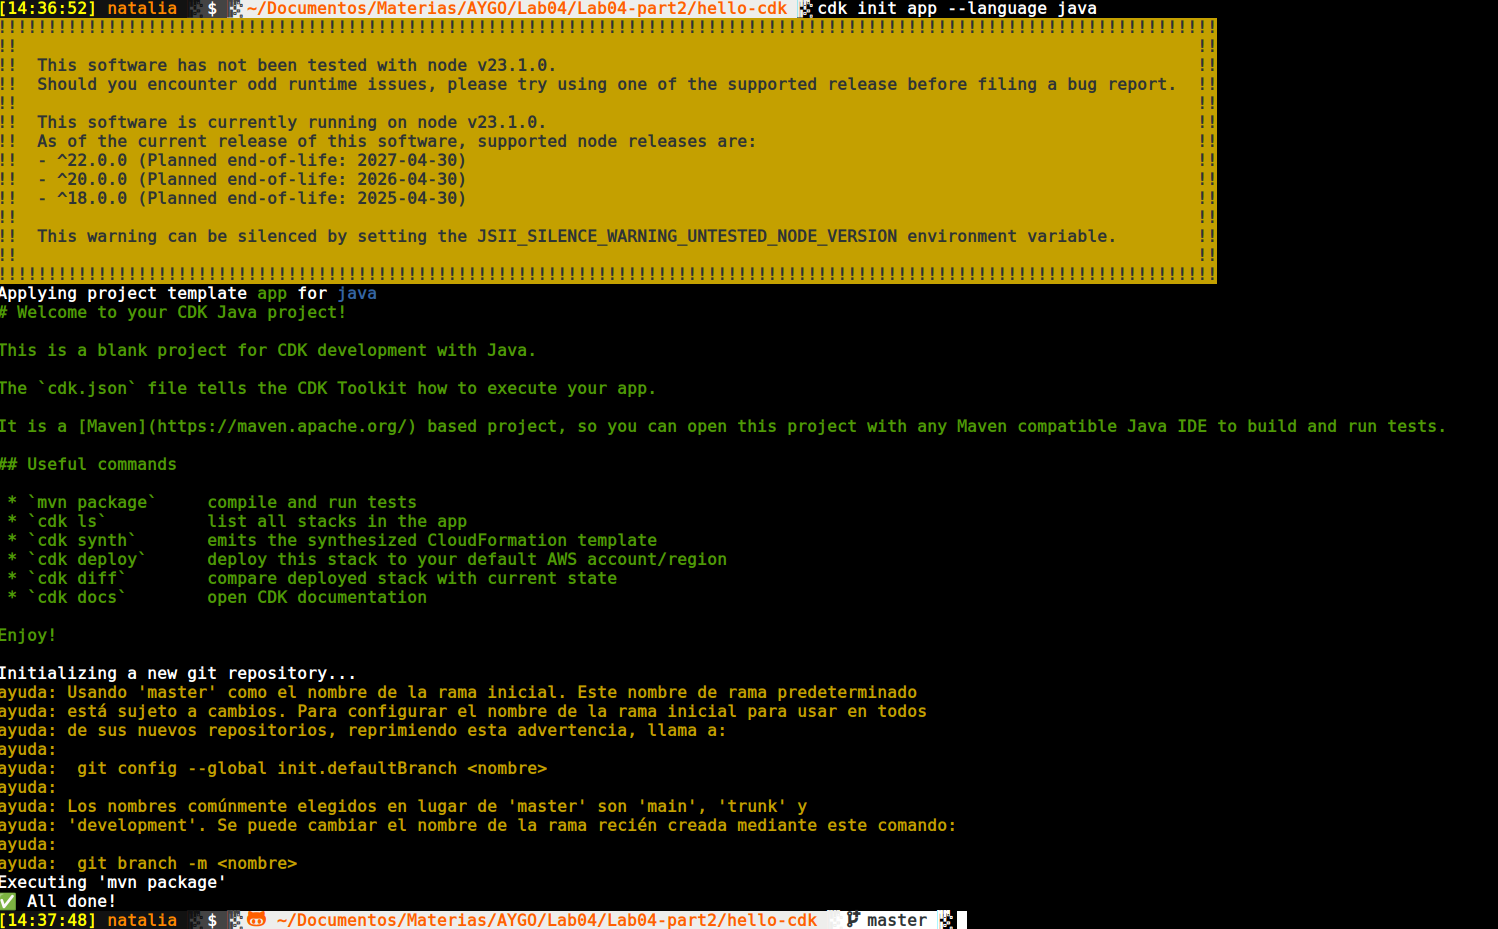 [14:36:52] natalia $ ~/Documentos/Materias/AYGO/Lab04/Lab04-part2/hello-cdk cdk init app --language java
!!!!!!!!!!!!!!!!!!!!!!!!!!!!!!!!!!!!!!!!!!!!!!!!!!!!!!!!!!!!!!!!!!!!!!!!!!!!!!!!!!!!!!!!!!!!!!!!!!!!!!!!!!!!!!!!!!!!!!!!!!
!!                                                                                                                      !!
!!  This software has not been tested with node v23.1.0.                                                                !!
!!  Should you encounter odd runtime issues, please try using one of the supported release before filing a bug report.  !!
!!                                                                                                                      !!
!!  This software is currently running on node v23.1.0.                                                                 !!
!!  As of the current release of this software, supported node releases are:                                            !!
!!  - ^22.0.0 (Planned end-of-life: 2027-04-30)                                                                         !!
!!  - ^20.0.0 (Planned end-of-life: 2026-04-30)                                                                         !!
!!  - ^18.0.0 (Planned end-of-life: 2025-04-30)                                                                         !!
!!                                                                                                                      !!
!!  This warning can be silenced by setting the JSII_SILENCE_WARNING_UNTESTED_NODE_VERSION environment variable.        !!
!!                                                                                                                      !!
!!!!!!!!!!!!!!!!!!!!!!!!!!!!!!!!!!!!!!!!!!!!!!!!!!!!!!!!!!!!!!!!!!!!!!!!!!!!!!!!!!!!!!!!!!!!!!!!!!!!!!!!!!!!!!!!!!!!!!!!!!
Applying project template app for java
# Welcome to your CDK Java project!
This is a blank project for CDK development with Java.
The `cdk.json` file tells the CDK Toolkit how to execute your app.
It is a [Maven](https://maven.apache.org/) based project, so you can open this project with any Maven compatible Java IDE to build and run tests.
## Useful commands
 * `mvn package`     compile and run tests
 * `cdk ls`          list all stacks in the app
 * `cdk synth`       emits the synthesized CloudFormation template
 * `cdk deploy`      deploy this stack to your default AWS account/region
 * `cdk diff`        compare deployed stack with current state
 * `cdk docs`        open CDK documentation
Enjoy!
Initializing a new git repository...
ayuda: Usando 'master' como el nombre de la rama inicial. Este nombre de rama predeterminado
ayuda: está sujeto a cambios. Para configurar el nombre de la rama inicial para usar en todos
ayuda: de sus nuevos repositorios, reprimiendo esta advertencia, llama a:
ayuda:
ayuda:  git config --global init.defaultBranch <nombre>
ayuda:
ayuda: Los nombres comúnmente elegidos en lugar de 'master' son 'main', 'trunk' y
ayuda: 'development'. Se puede cambiar el nombre de la rama recién creada mediante este comando:
ayuda:
ayuda:  git branch -m <nombre>
Executing 'mvn package'
✅ All done!
[14:37:48] natalia $ ~/Documentos/Materias/AYGO/Lab04/Lab04-part2/hello-cdk master